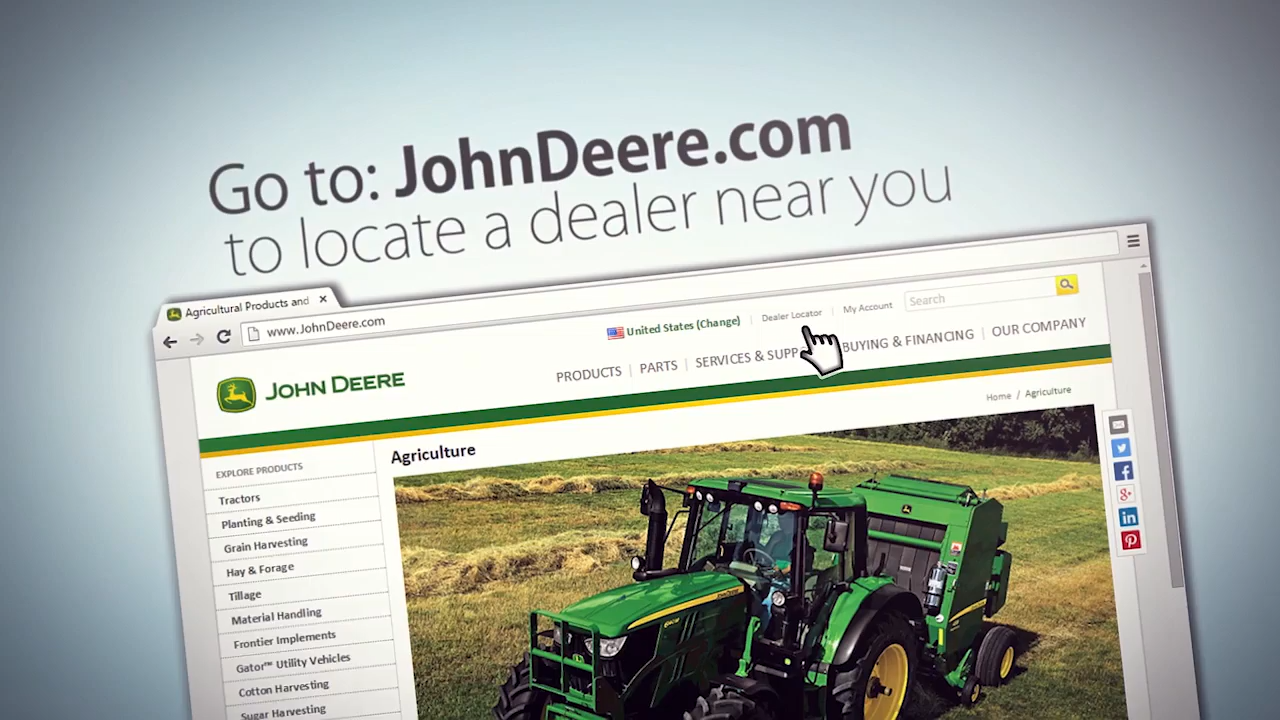 Go to: JohnDeere.com
to locate a dealer near you
Agricultural Products and
www.JohnDeere.com
United States (Change) | Dealer Locator | My Account
Search
JOHN DEERE
PRODUCTS | PARTS | SERVICES & SUPP BUYING & FINANCING | OUR COMPANY
Home / Agriculture
EXPLORE PRODUCTS
Agriculture
Tractors
Planting & Seeding
Grain Harvesting
Hay & Forage
Tillage
Material Handling
Frontier Implements
Gator™ Utility Vehicles
Cotton Harvesting
Sugar Harvesting